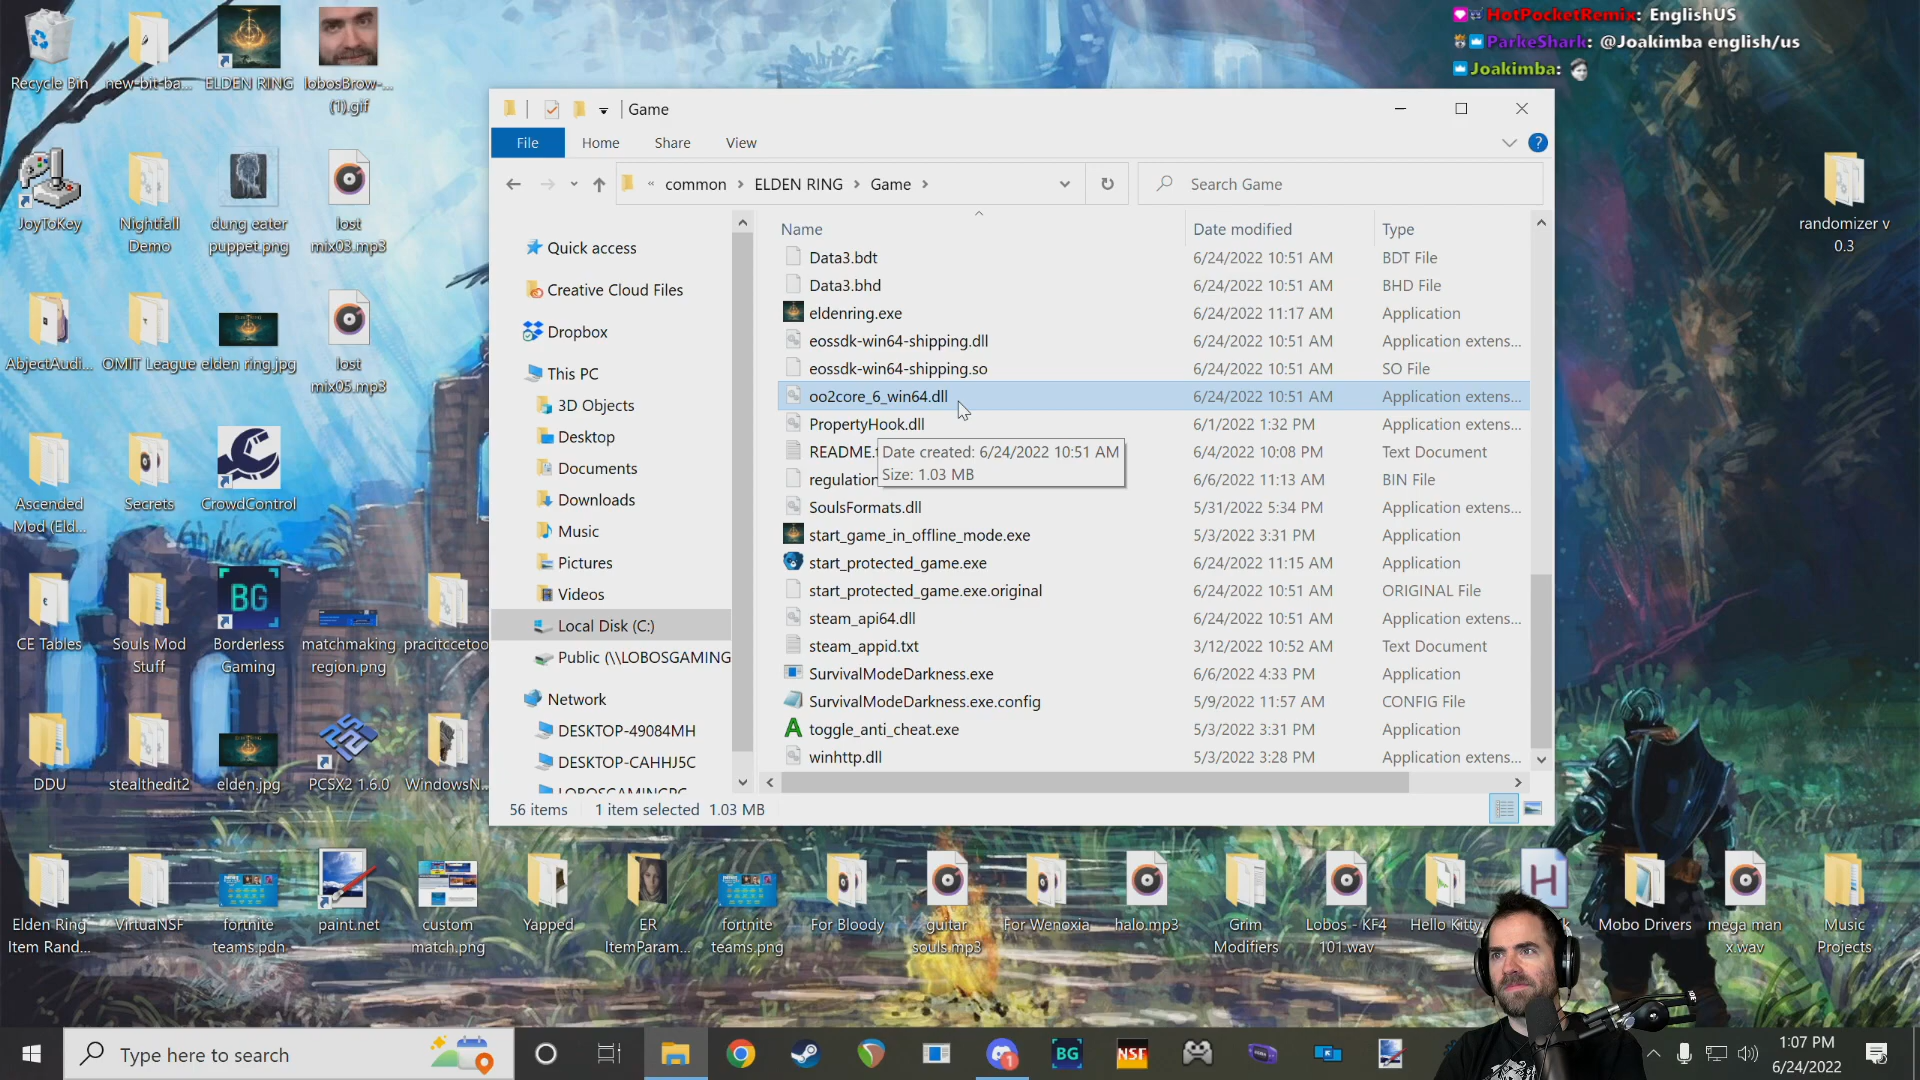 HotPocketRemix: EnglishUS
ParkeShark: @Joakimba english/us
Joakimba:
Recycle Bin
new-bit-ba...
ELDEN RING
lobosBrow-...
(1).gif
JoyToKey
Nightfall
Demo
dung eater
puppet.png
lost
mix03.mp3
AbjectAudi...
OMIT League
elden ring.jpg
lost
mix05.mp3
Ascended
Mod (Eld...
Secrets
CrowdControl
CE Tables
Souls Mod
Stuff
BG
Borderless
Gaming
matchmaking
region.png
pracitccetoo
DDU
stealthedit2
elden.jpg
PCSX2 1.6.0
WindowsN...
randomizer v
0.3
Game
File
Home
Share
View
« common > ELDEN RING > Game >
Search Game
Quick access
Creative Cloud Files
Dropbox
This PC
3D Objects
Desktop
Documents
Downloads
Music
Pictures
Videos
Local Disk (C:)
Public (\\LOBOSGAMING
Network
DESKTOP-49084MH
DESKTOP-CAHHJ5C
LOBOSGAMINGPC
Name Date modified Type
Data3.bdt 6/24/2022 10:51 AM BDT File
Data3.bhd 6/24/2022 10:51 AM BHD File
eldenring.exe 6/24/2022 11:17 AM Application
eossdk-win64-shipping.dll 6/24/2022 10:51 AM Application extens...
eossdk-win64-shipping.so 6/24/2022 10:51 AM SO File
oo2core_6_win64.dll 6/24/2022 10:51 AM Application extens...
PropertyHook.dll 6/1/2022 1:32 PM Application extens...
README. 6/4/2022 10:08 PM Text Document
regulation 6/6/2022 11:13 AM BIN File
Date created: 6/24/2022 10:51 AM
Size: 1.03 MB
SoulsFormats.dll 5/31/2022 5:34 PM Application extens...
start_game_in_offline_mode.exe 5/3/2022 3:31 PM Application
start_protected_game.exe 6/24/2022 11:15 AM Application
start_protected_game.exe.original 6/24/2022 10:51 AM ORIGINAL File
steam_api64.dll 6/24/2022 10:51 AM Application extens...
steam_appid.txt 3/12/2022 10:52 AM Text Document
SurvivalModeDarkness.exe 6/6/2022 4:33 PM Application
SurvivalModeDarkness.exe.config 5/9/2022 11:57 AM CONFIG File
toggle_anti_cheat.exe 5/3/2022 3:31 PM Application
winhttp.dll 5/3/2022 3:28 PM Application extens...
56 items 1 item selected 1.03 MB
Elden Ring
Item Rand...
VirtuaNSF
fortnite
teams.pdn
paint.net
custom
match.png
Yapped
ER
ItemParam...
fortnite
teams.png
For Bloody
guitar
souls.mp3
For Wenoxia
halo.mp3
Grim
Modifiers
Lobos - KF4
101.wav
Hello Kitty
H
Mobo Drivers
mega man
x.wav
Music
Projects
Type here to search
1
BG
NSF
1:07 PM
6/24/2022